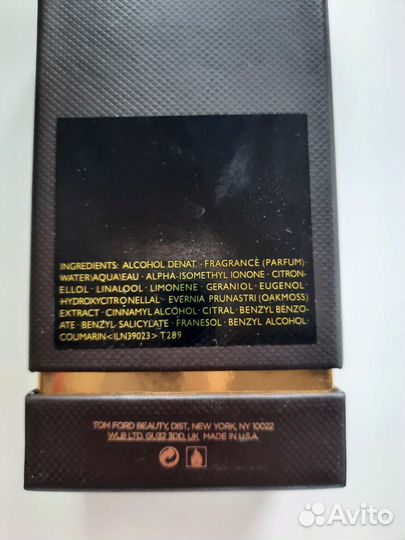 INGREDIENTS: ALCOHOL DENAT. · FRAGRANCE (PARFUM)·
WATER\AQUA\EAU · ALPHA-ISOMETHYL IONONE · CITRON-
ELLOL · LINALOOL · LIMONENE · GERANIOL · EUGENOL·
HYDROXYCITRONELLAL · EVERNIA PRUNASTRI (OAKMOSS)
EXTRACT · CINNAMYL ALCOHOL · CITRAL · BENZYL BENZO-
ATE · BENZYL SALICYLATE · FRANESOL · BENZYL ALCOHOL·
COUMARIN<ILN39023> T289
TOM FORD BEAUTY, DIST. NEW YORK, NY 10022
WLB LTD. GU32 3DD, UK MADE IN U.S.A.
Avito